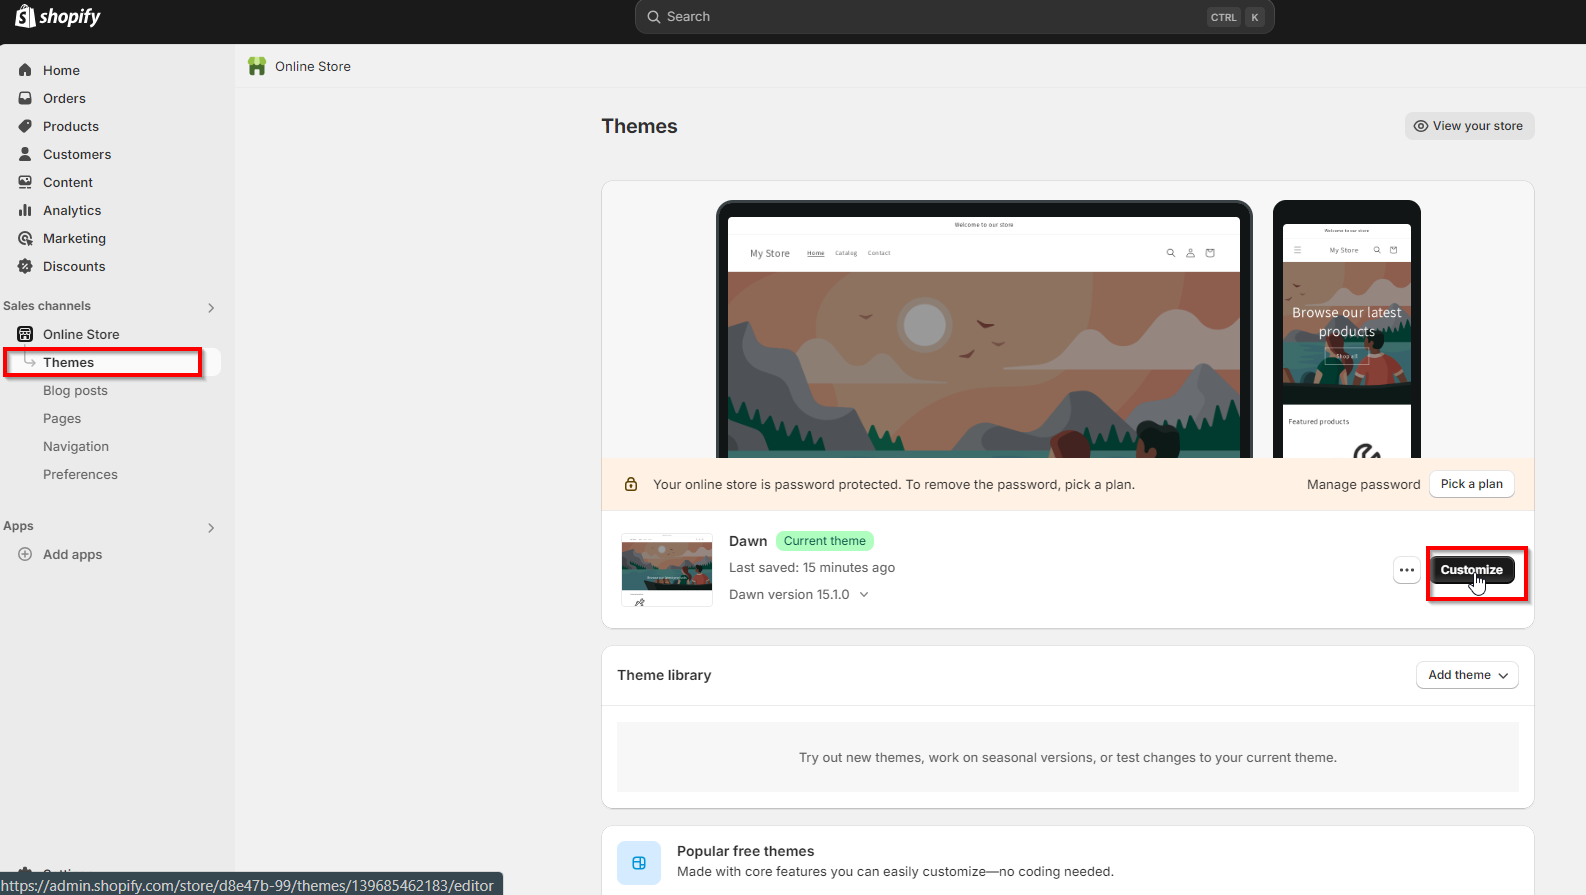 shopify
Search
CTRL K
Home
Orders
Products
Customers
Content
Analytics
Marketing
Discounts
Sales channels
Online Store
Themes
Blog posts
Pages
Navigation
Preferences
Apps
Add apps
https://admin.shopify.com/store/d8e47b-99/themes/139685462183/editor
Online Store
Themes
View your store
Welcome to our store
My Store Home Catalog Contact
Welcome to our store
My Store
Browse our latest
products
Shop all
Featured products
Your online store is password protected. To remove the password, pick a plan.
Manage password
Pick a plan
Dawn Current theme
Last saved: 15 minutes ago
Dawn version 15.1.0
Customize
Theme library
Add theme
Try out new themes, work on seasonal versions, or test changes to your current theme.
Popular free themes
Made with core features you can easily customize—no coding needed.